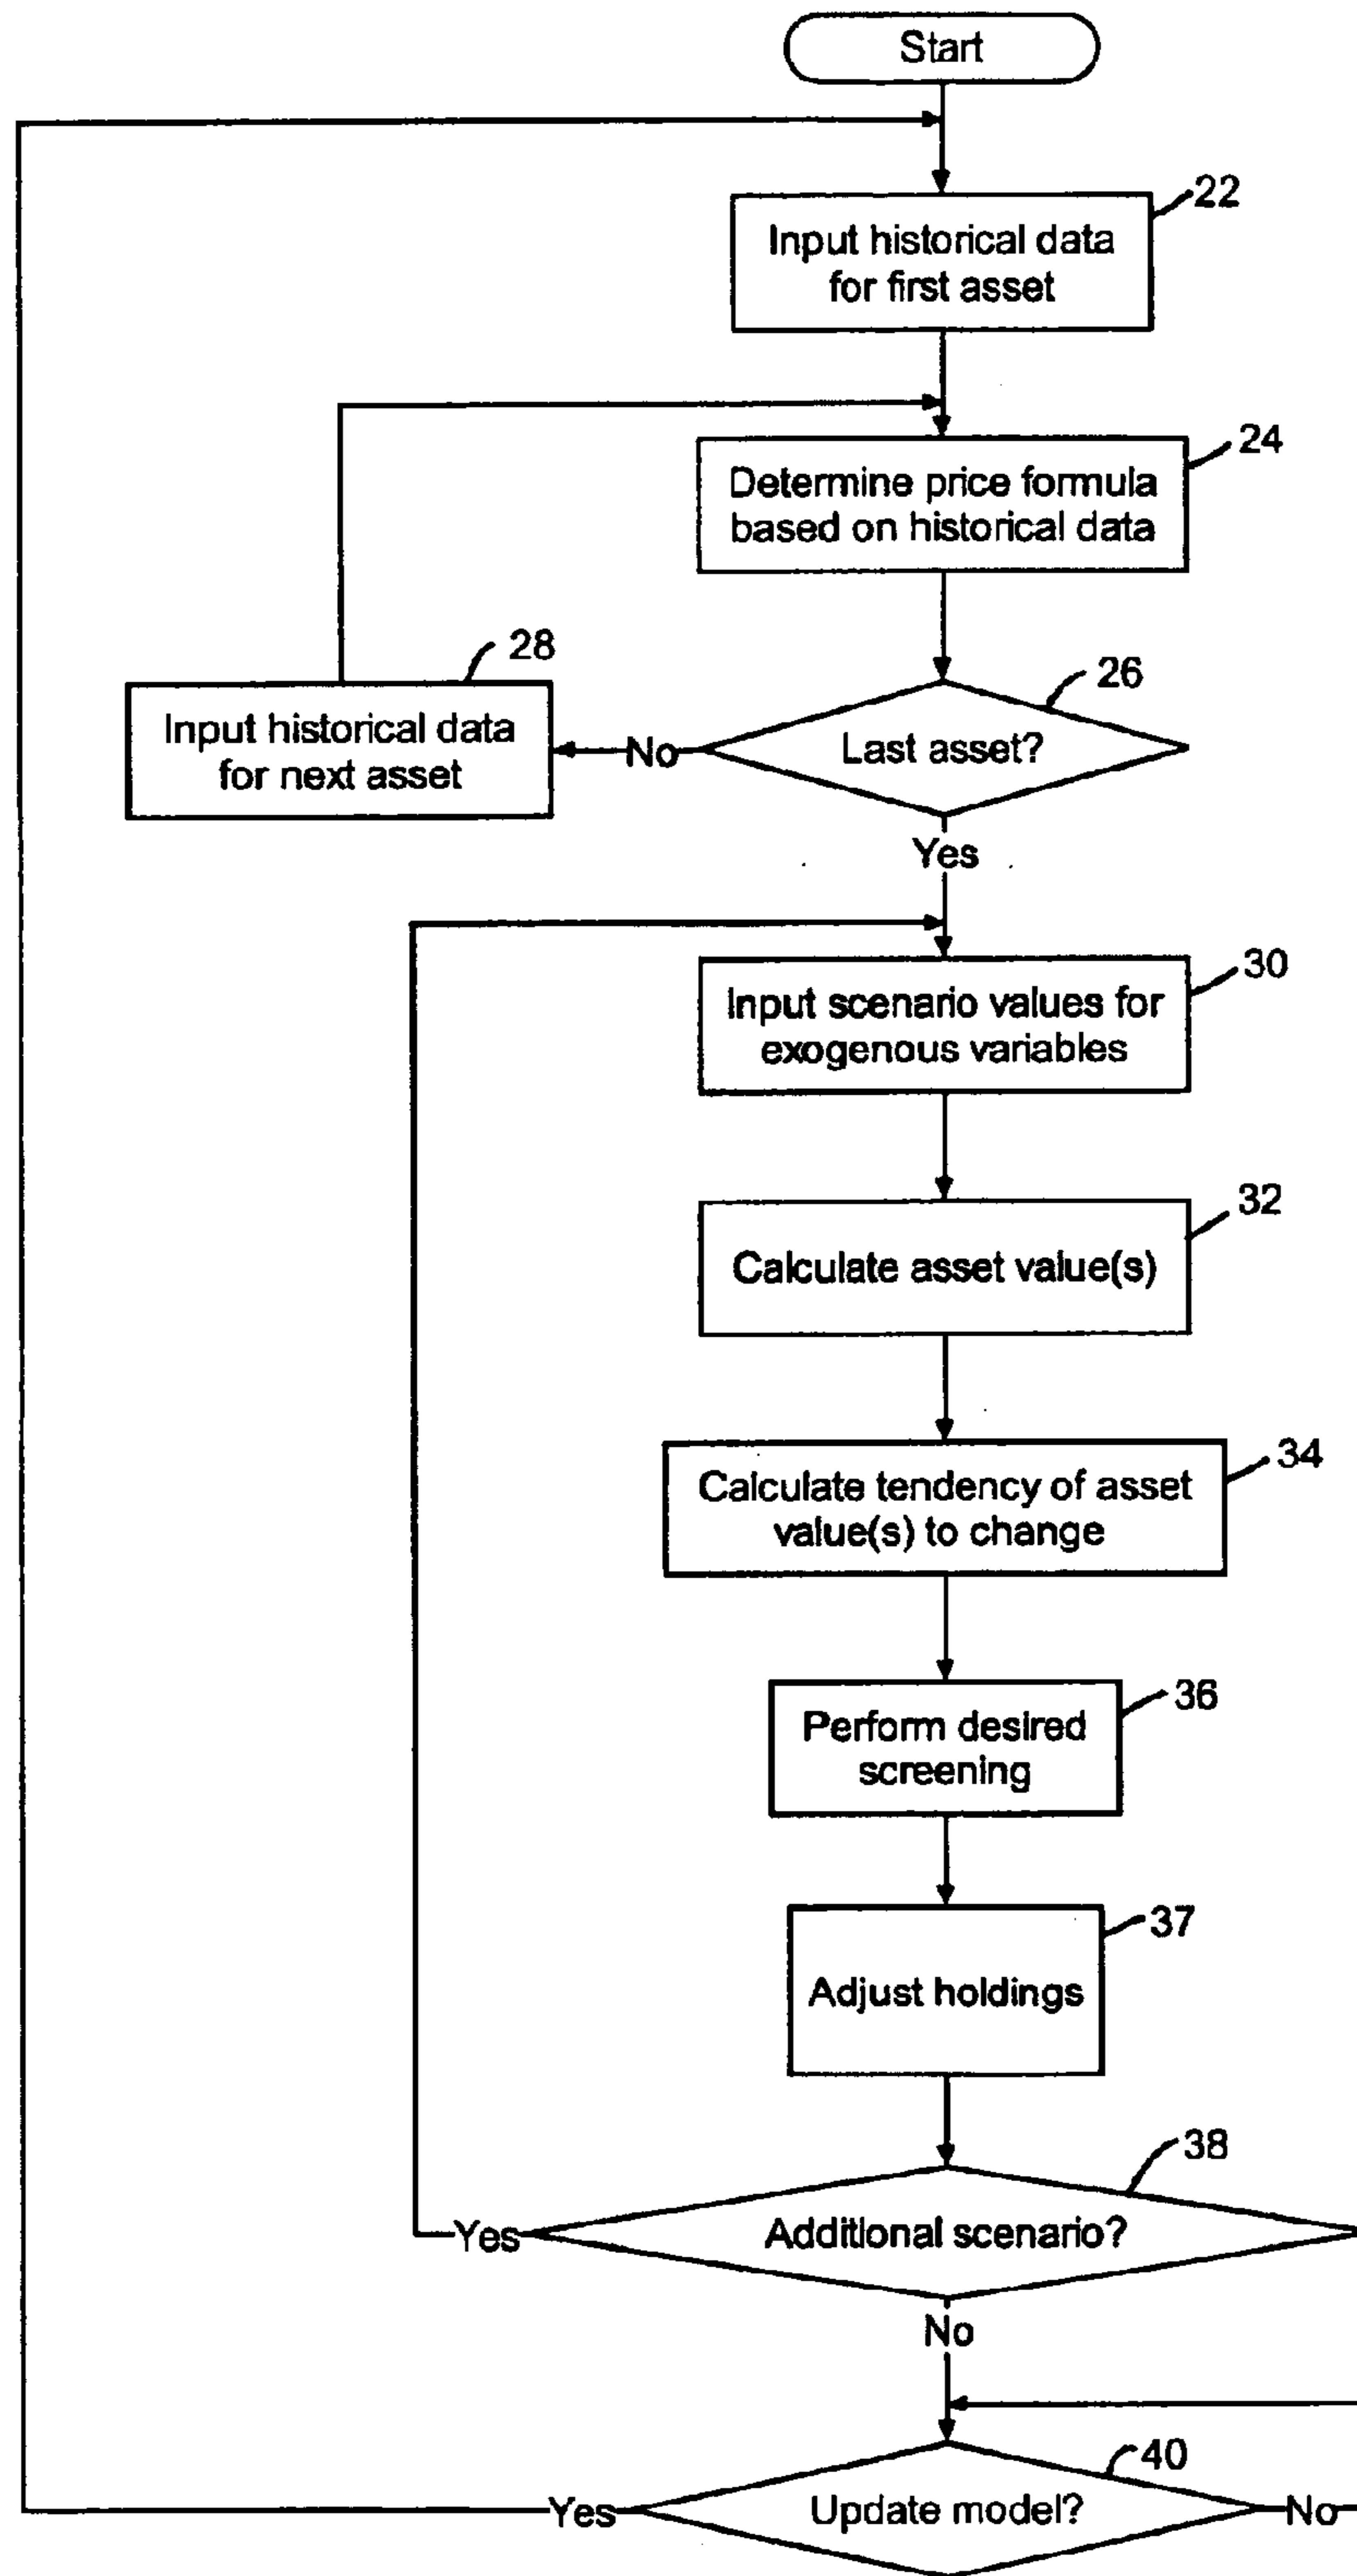 Start
22
Input historical data
for first asset
24
Determine price formula
based on historical data
28
Input historical data
for next asset
26
Last asset?
No
Yes
30
Input scenario values for
exogenous variables
32
Calculate asset value(s)
34
Calculate tendency of asset
value(s) to change
36
Perform desired
screening
37
Adjust holdings
38
Additional scenario?
Yes
No
40
Update model?
Yes
No